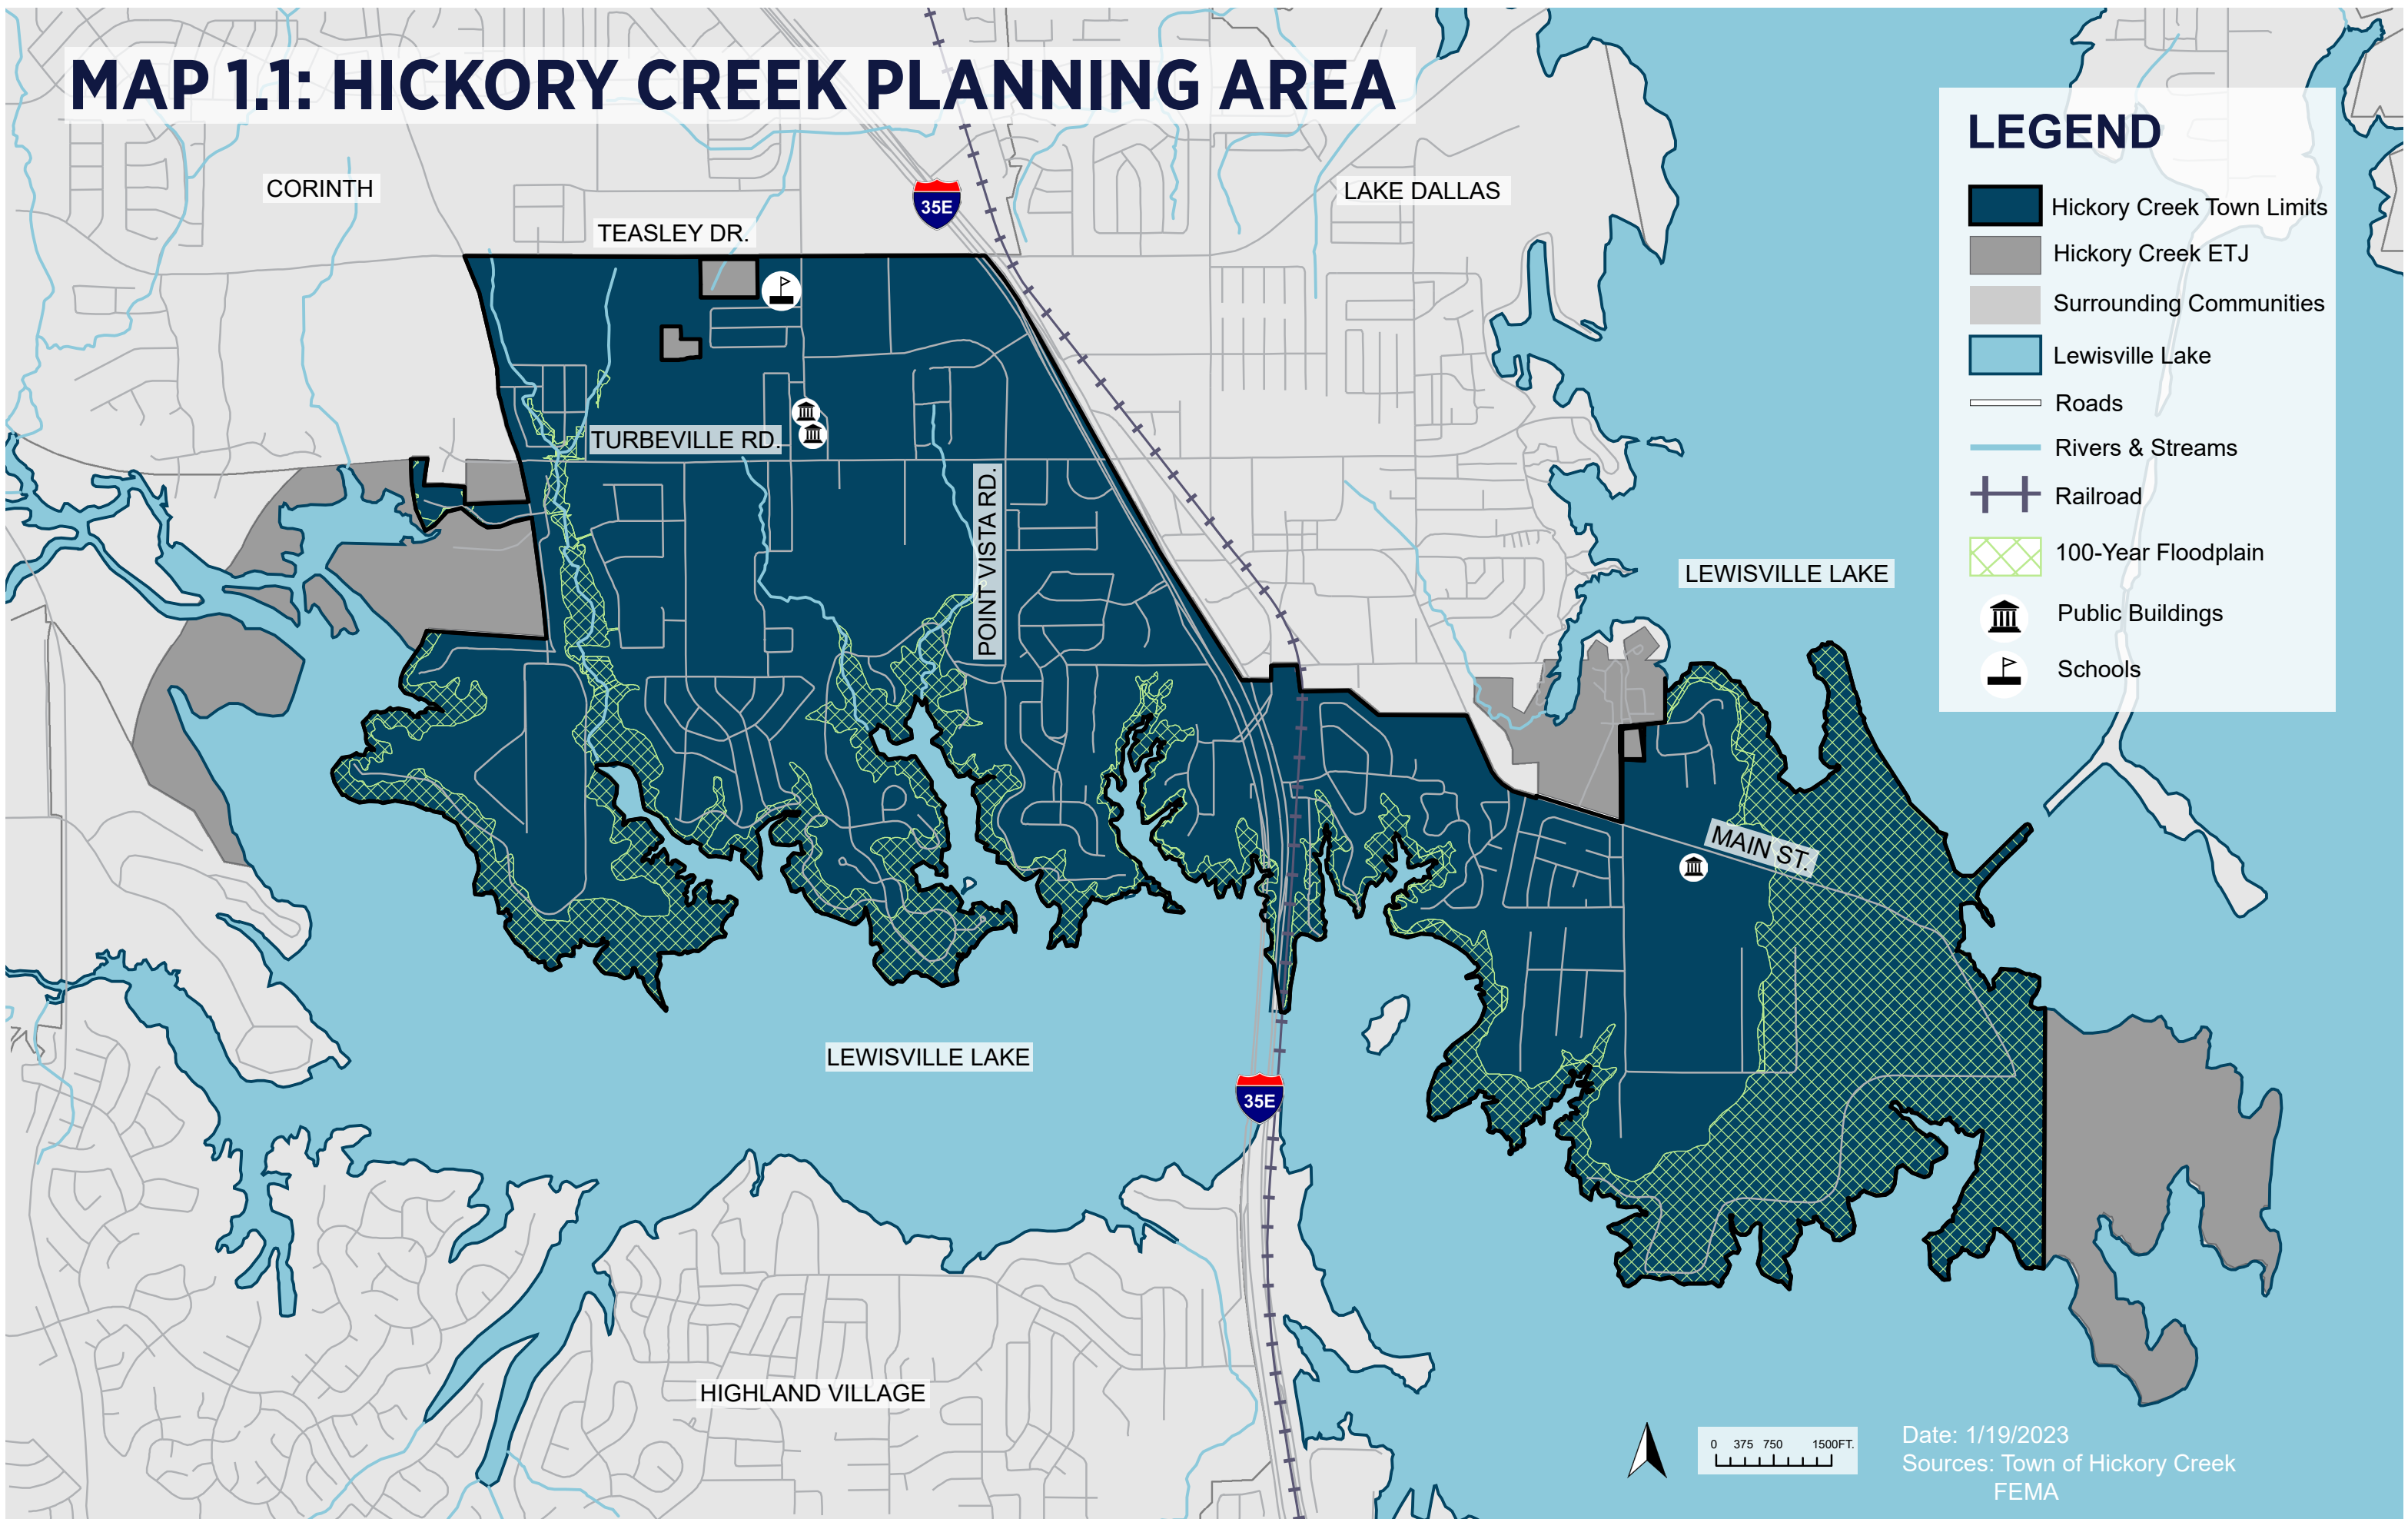 MAP 1.1: HICKORY CREEK PLANNING AREA
LEGEND
Hickory Creek Town Limits
Hickory Creek ETJ
Surrounding Communities
Lewisville Lake
Roads
Rivers & Streams
Railroad
100-Year Floodplain
Public Buildings
Schools
CORINTH
LAKE DALLAS
35E
TEASLEY DR.
TURBEVILLE RD.
POINT VISTA RD.
LEWISVILLE LAKE
MAIN ST.
LEWISVILLE LAKE
35E
HIGHLAND VILLAGE
0 375 750 1500FT.
Date: 1/19/2023
Sources: Town of Hickory Creek
FEMA